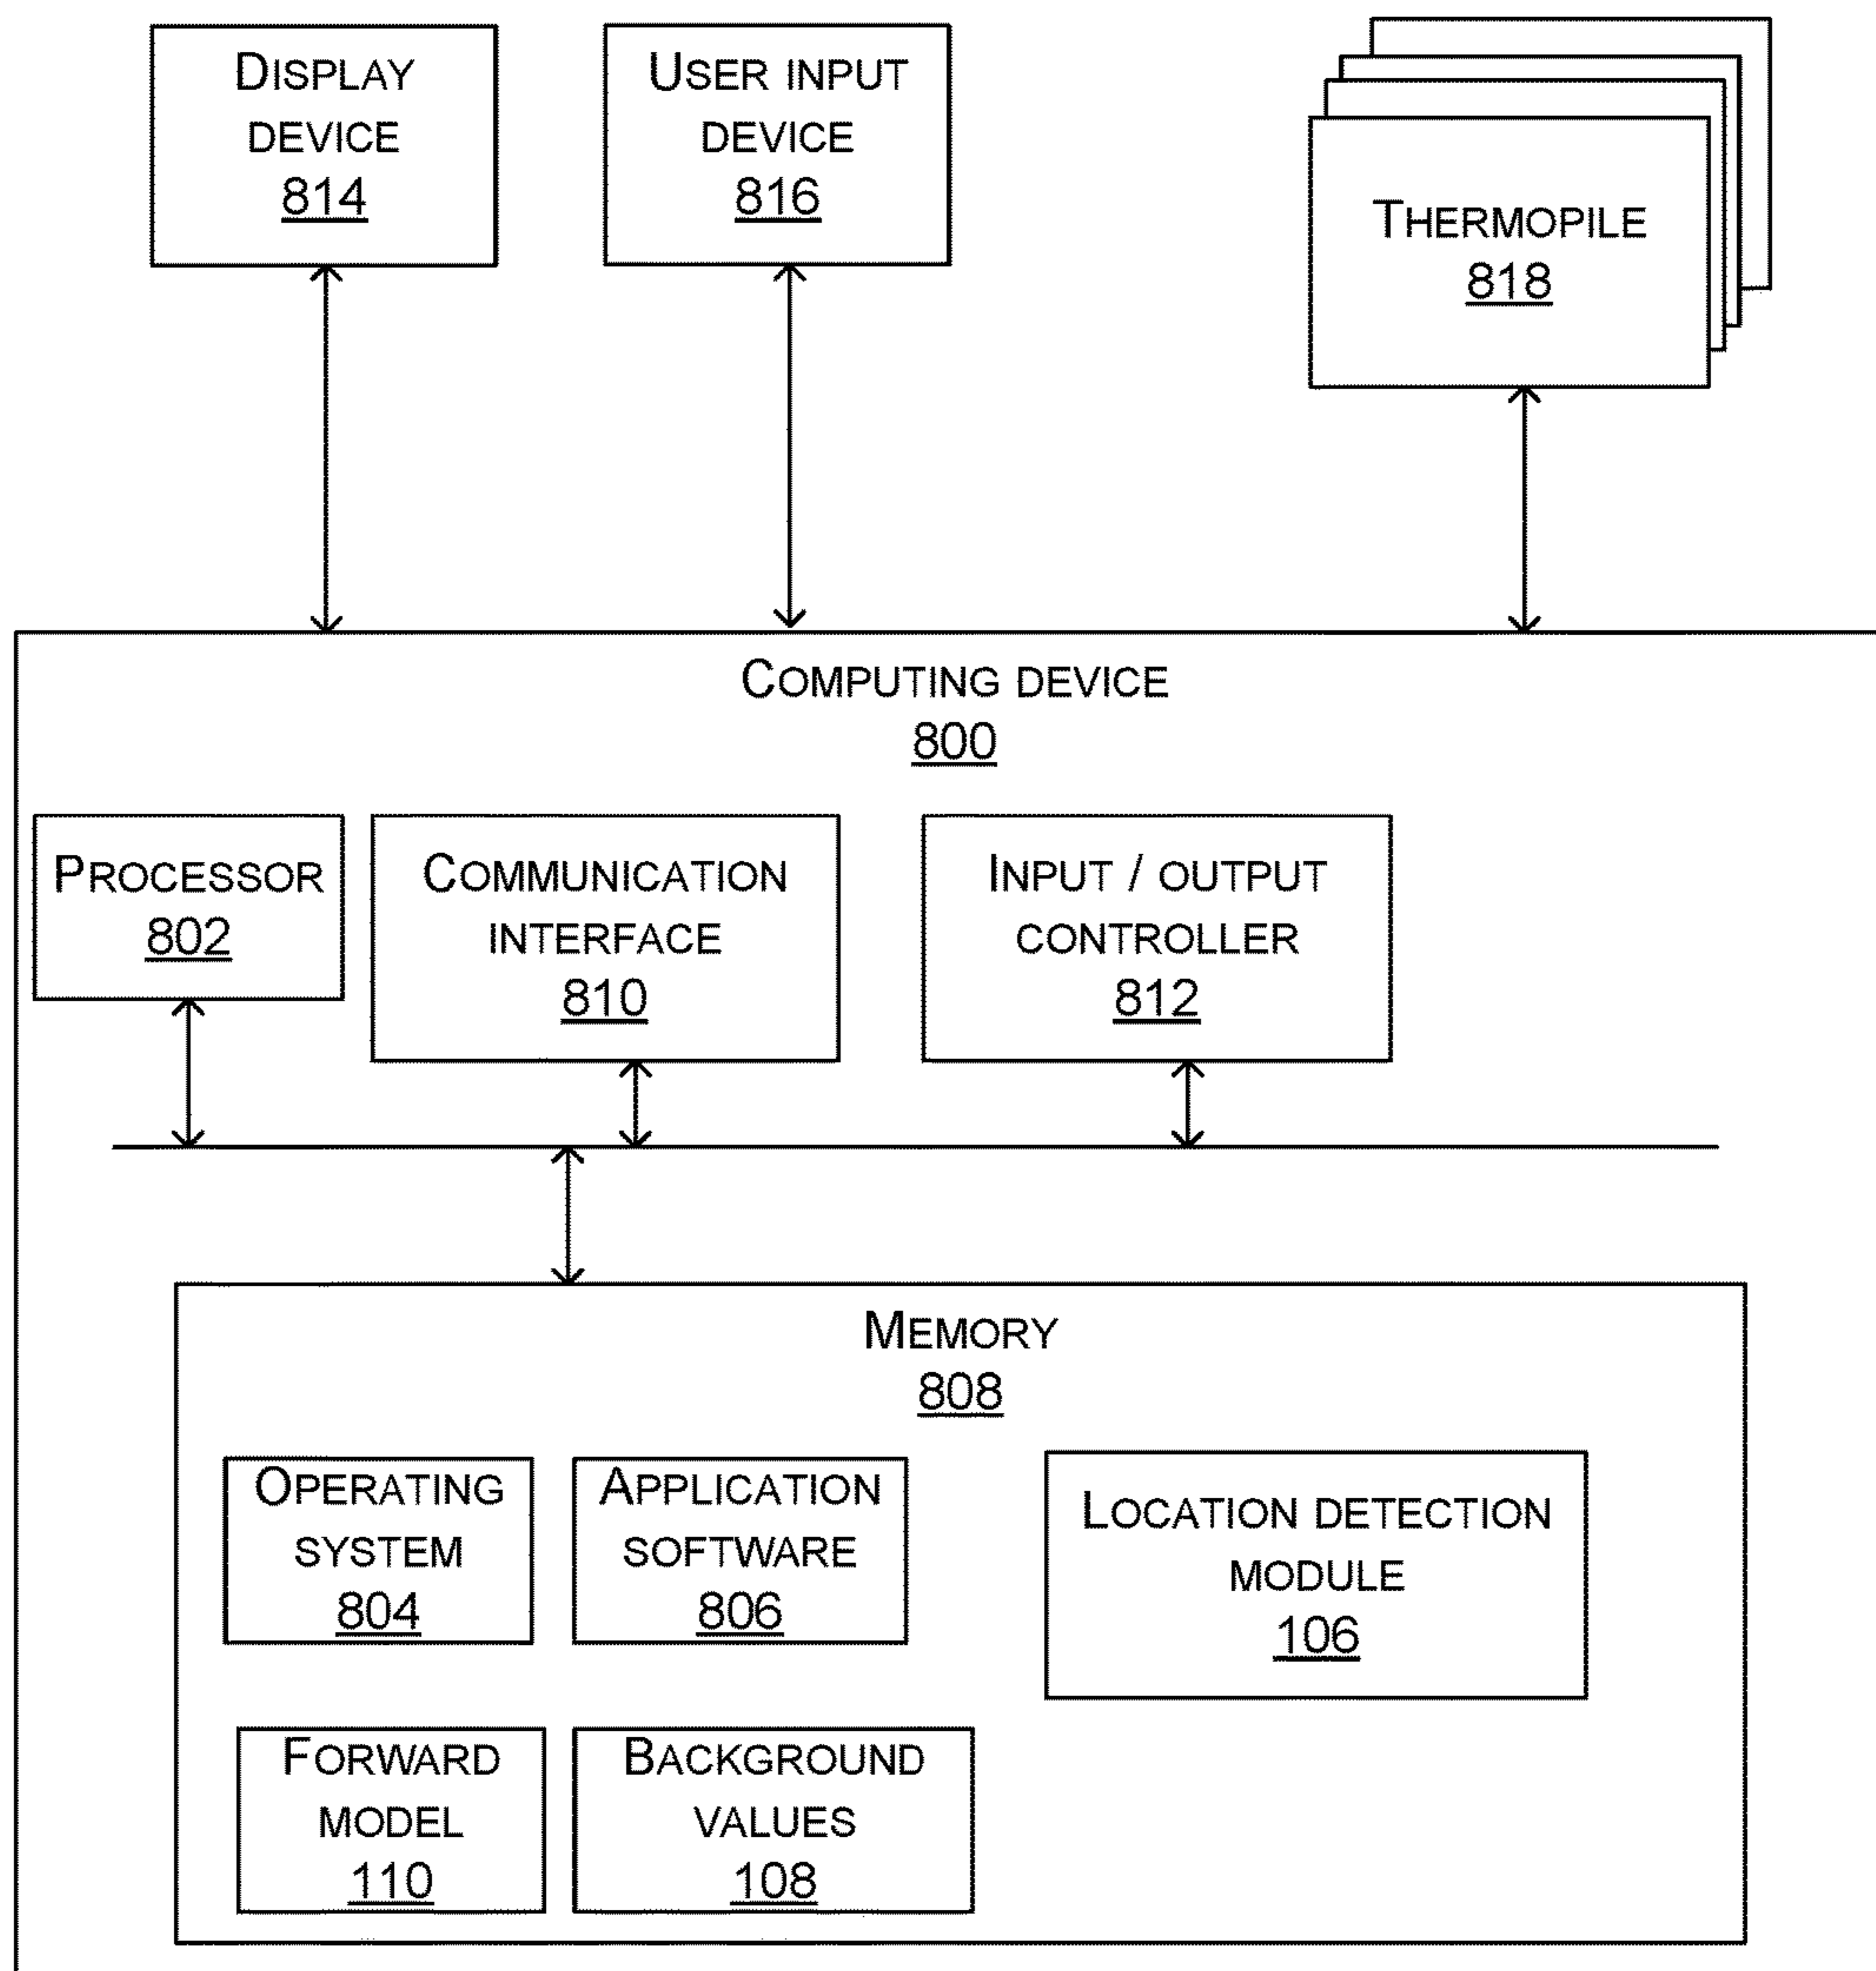 DISPLAY
DEVICE
814
USER INPUT
DEVICE
816
THERMOPILE
818
COMPUTING DEVICE
800
PROCESSOR
802
COMMUNICATION
INTERFACE
810
INPUT / OUTPUT
CONTROLLER
812
MEMORY
808
OPERATING
SYSTEM
804
APPLICATION
SOFTWARE
806
LOCATION DETECTION
MODULE
106
FORWARD
MODEL
110
BACKGROUND
VALUES
108